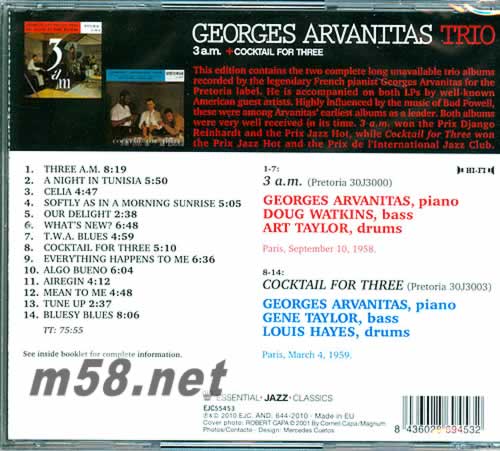 GEORGES ARVANITAS TRIO
3 a.m. + COCKTAIL FOR THREE
This edition contains the two complete long unavailable trio albums
recorded by the legendary French pianist Georges Arvanitas for the
Pretoria label. He is accompanied on both LPs by well-known
American guest artists. Highly influenced by the music of Bud Powell,
these were among Arvanitas' earliest albums as a leader. Both albums
were very well received in its time. 3 a.m. won the Prix Django
Reinhardt and the Prix Jazz Hot, while Cocktail for Three won
the Prix Jazz Hot and the Prix de l'International Jazz Club.
3
am
1. THREE A.M. 8:19
2. A NIGHT IN TUNISIA 5:50
3. CELIA 4:47
4. SOFTLY AS IN A MORNING SUNRISE 5:05
5. OUR DELIGHT 2:38
6. WHAT'S NEW? 6:48
7. T.W.A. BLUES 4:59
8. COCKTAIL FOR THREE 5:10
9. EVERYTHING HAPPENS TO ME 6:36
10. ALGO BUENO 6:04
11. AIREGIN 4:12
12. MEAN TO ME 4:48
13. TUNE UP 2:37
14. BLUESY BLUES 8:06
TT: 75:55
See inside booklet for complete information.
1-7:
HI-FI
3 a.m. (Pretoria 30J3000)
GEORGES ARVANITAS, piano
DOUG WATKINS, bass
ART TAYLOR, drums
Paris, September 10, 1958.
8-14:
COCKTAIL FOR THREE (Pretoria 30J3003)
GEORGES ARVANITAS, piano
GENE TAYLOR, bass
LOUIS HAYES, drums
Paris, March 4, 1959.
m58.net
ESSENTIAL JAZZ CLASSICS
EJC55453
© 2010 EJC. AND. 644-2010 - Made in EU
Cover photo: ROBERT CAPA © 2001 By Cornell Capa/Magnum
Photos/Contacto - Design: Mercedes Cuetos